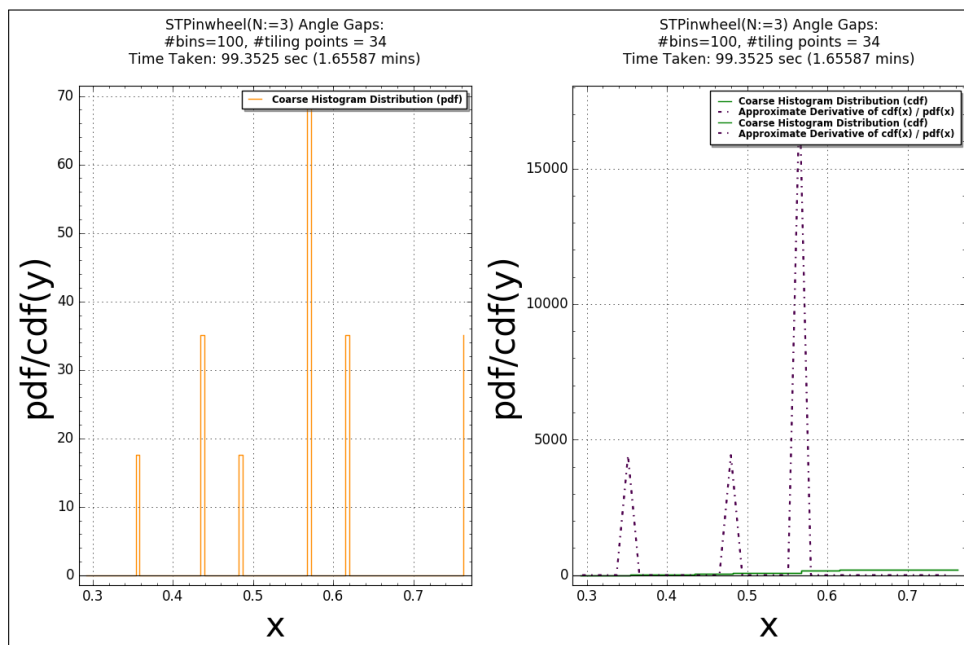 STPinwheel(N:=3) Angle Gaps:
#bins=100, #tiling points = 34
Time Taken: 99.3525 sec (1.65587 mins)
Coarse Histogram Distribution (pdf)
70
60
50
40
30
20
10
0
pdf/cdf(y)
0.3 0.4 0.5 0.6 0.7
x
STPinwheel(N:=3) Angle Gaps:
#bins=100, #tiling points = 34
Time Taken: 99.3525 sec (1.65587 mins)
Coarse Histogram Distribution (cdf)
Approximate Derivative of cdf(x) / pdf(x)
Coarse Histogram Distribution (cdf)
Approximate Derivative of cdf(x) / pdf(x)
15000
10000
5000
0
pdf/cdf(y)
0.3 0.4 0.5 0.6 0.7
x